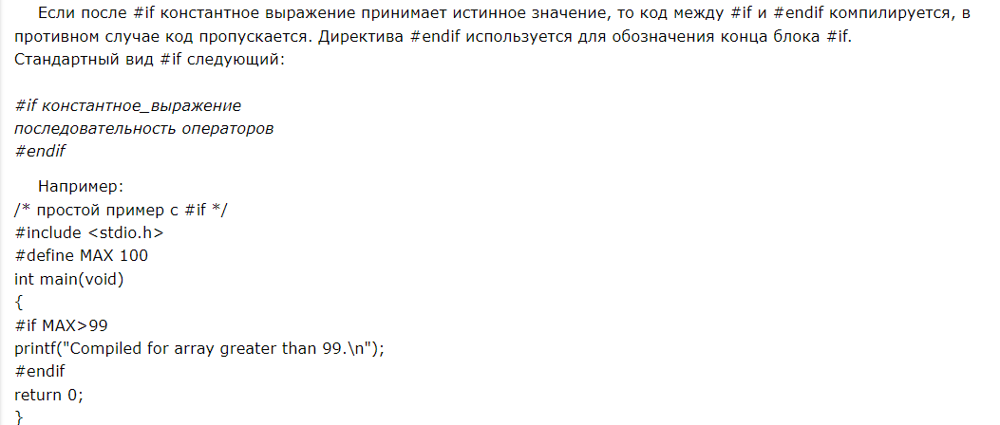 Если после #if константное выражение принимает истинное значение, то код между #if и #endif компилируется, в
противном случае код пропускается. Директива #endif используется для обозначения конца блока #if.
Стандартный вид #if следующий:
#if константное_выражение
последовательность операторов
#endif
Например:
/* простой пример с #if */
#include <stdio.h>
#define MAX 100
int main(void)
{
#if MAX>99
printf("Compiled for array greater than 99.\n");
#endif
return 0;
}